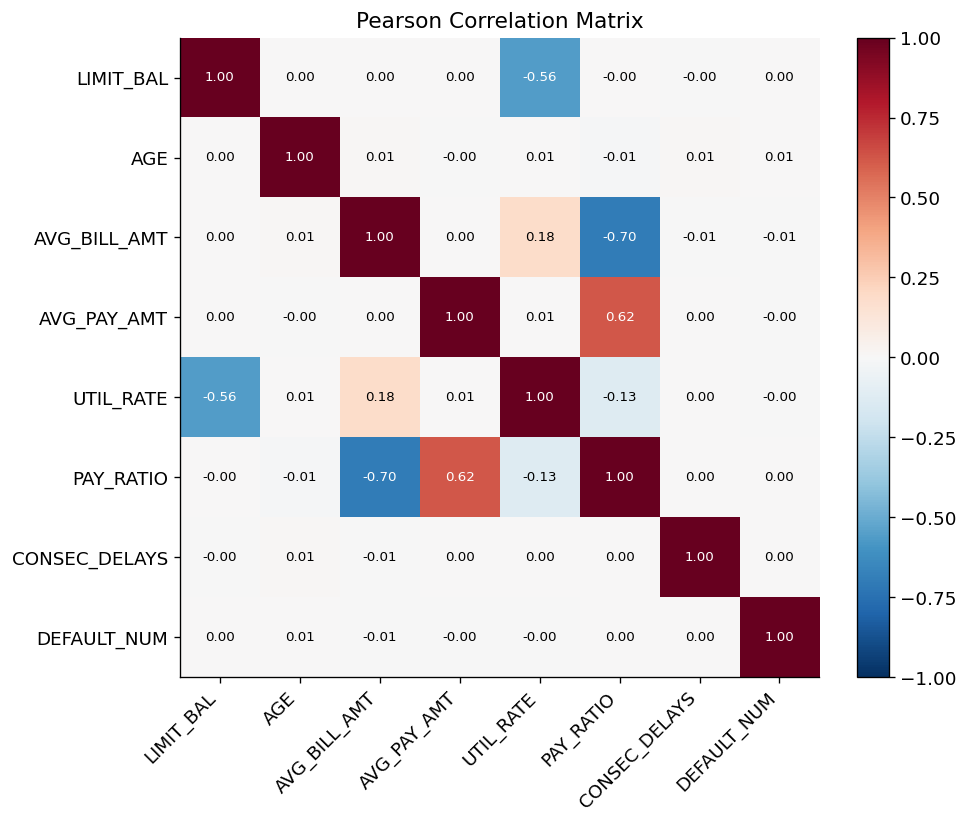 Pearson Correlation Matrix
LIMIT_BAL 1.00 0.00 0.00 0.00 -0.56 -0.00 -0.00 0.00
AGE 0.00 1.00 0.01 -0.00 0.01 -0.01 0.01 0.01
AVG_BILL_AMT 0.00 0.01 1.00 0.00 0.18 -0.70 -0.01 -0.01
AVG_PAY_AMT 0.00 -0.00 0.00 1.00 0.01 0.62 0.00 -0.00
UTIL_RATE -0.56 0.01 0.18 0.01 1.00 -0.13 0.00 -0.00
PAY_RATIO -0.00 -0.01 -0.70 0.62 -0.13 1.00 0.00 0.00
CONSEC_DELAYS -0.00 0.01 -0.01 0.00 0.00 0.00 1.00 0.00
DEFAULT_NUM 0.00 0.01 -0.01 -0.00 -0.00 0.00 0.00 1.00
LIMIT_BAL
AGE
AVG_BILL_AMT
AVG_PAY_AMT
UTIL_RATE
PAY_RATIO
CONSEC_DELAYS
DEFAULT_NUM
1.00
0.75
0.50
0.25
0.00
−0.25
−0.50
−0.75
−1.00